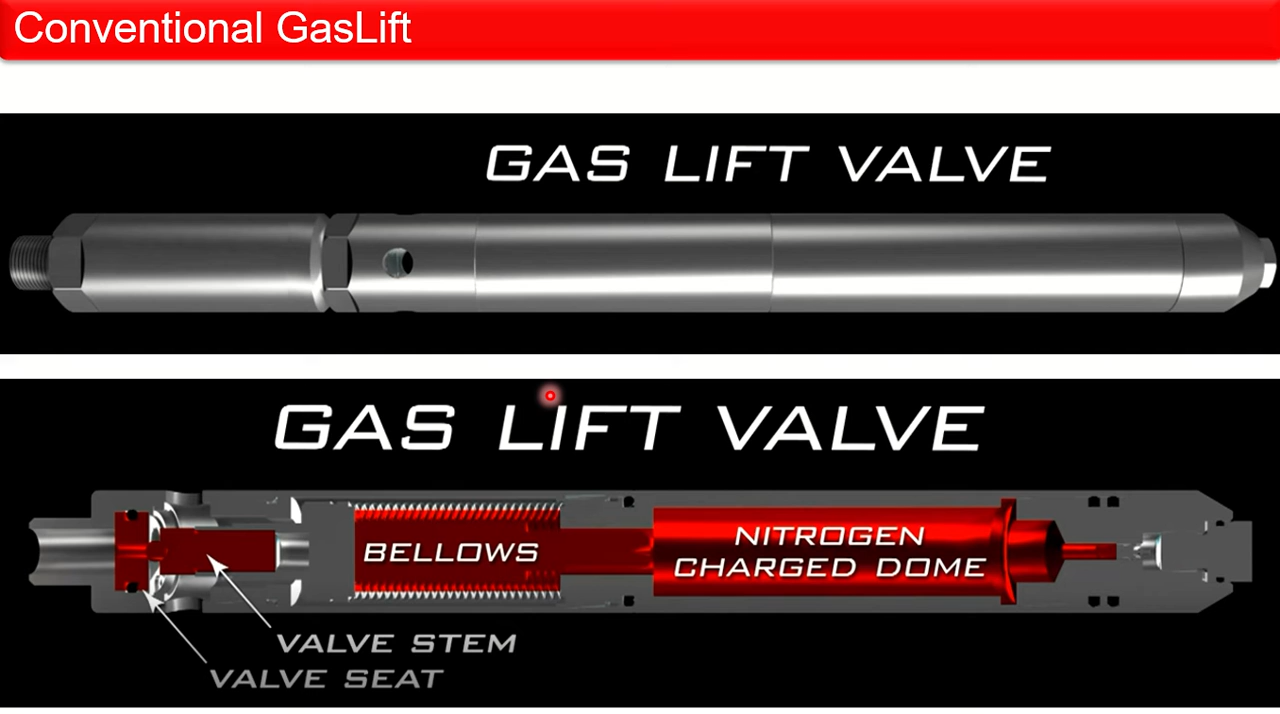 Conventional GasLift
GAS LIFT VALVE
GAS LIFT VALVE
BELLOWS
NITROGEN
CHARGED DOME
VALVE STEM
VALVE SEAT